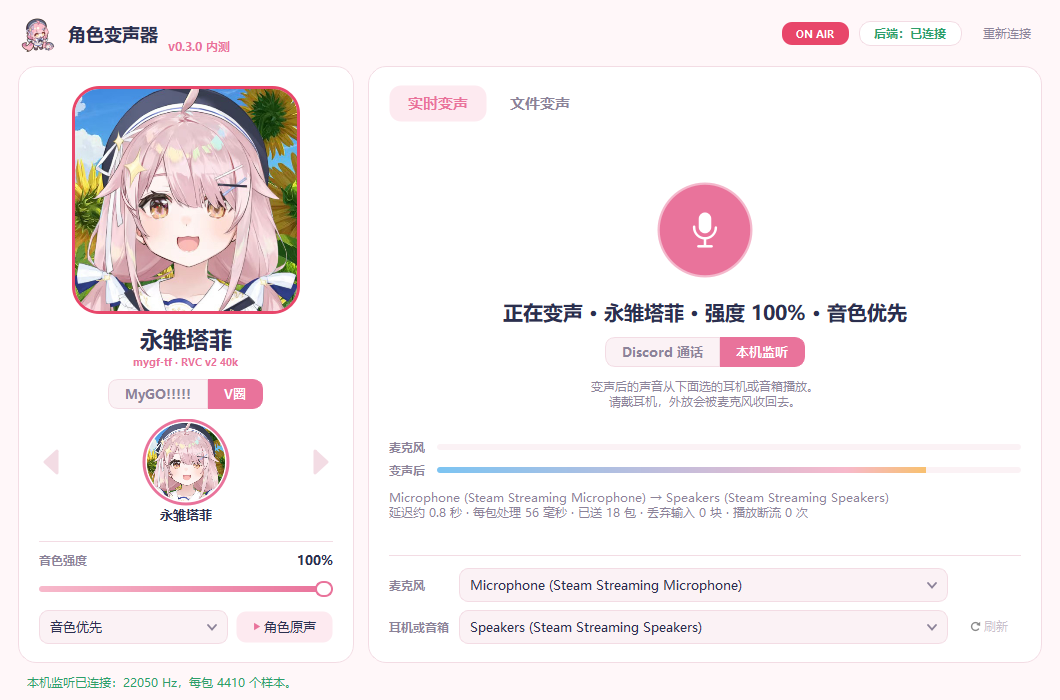 角色变声器
v0.3.0 内测
ON AIR
后端：已连接
重新连接
永雏塔菲
mygf-tf · RVC v2 40k
MyGO!!!!!
V圈
永雏塔菲
音色强度
100%
音色优先
角色原声
实时变声
文件变声
正在变声 • 永雏塔菲 • 强度 100% • 音色优先
Discord 通话
本机监听
变声后的声音从下面选的耳机或音箱播放。
请戴耳机，外放会被麦克风收回去。
麦克风
变声后
Microphone (Steam Streaming Microphone) → Speakers (Steam Streaming Speakers)
延迟约 0.8 秒 · 每包处理 56 毫秒 · 已送 18 包 · 丢弃输入 0 块 · 播放断流 0 次
麦克风
Microphone (Steam Streaming Microphone)
耳机或音箱
Speakers (Steam Streaming Speakers)
刷新
本机监听已连接：22050 Hz，每包 4410 个样本。